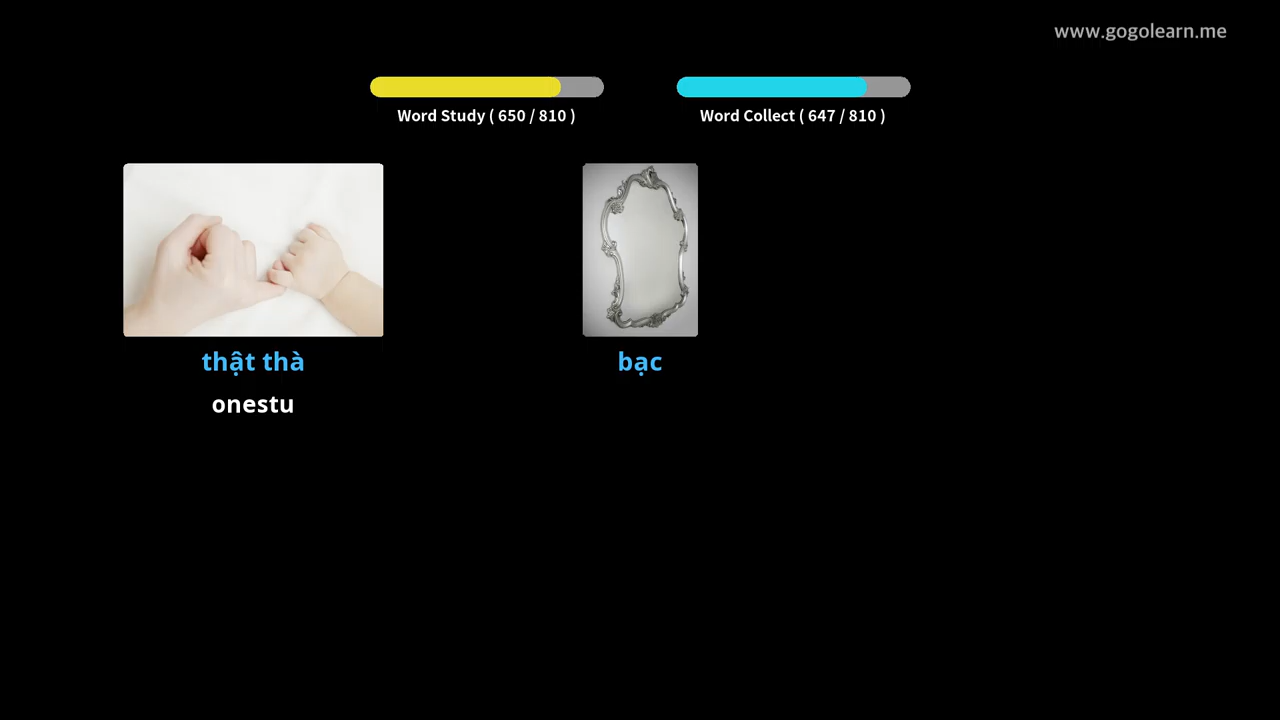 www.gogolearn.me
Word Study ( 650 / 810 )
Word Collect ( 647 / 810 )
thật thà
bạc
onestu